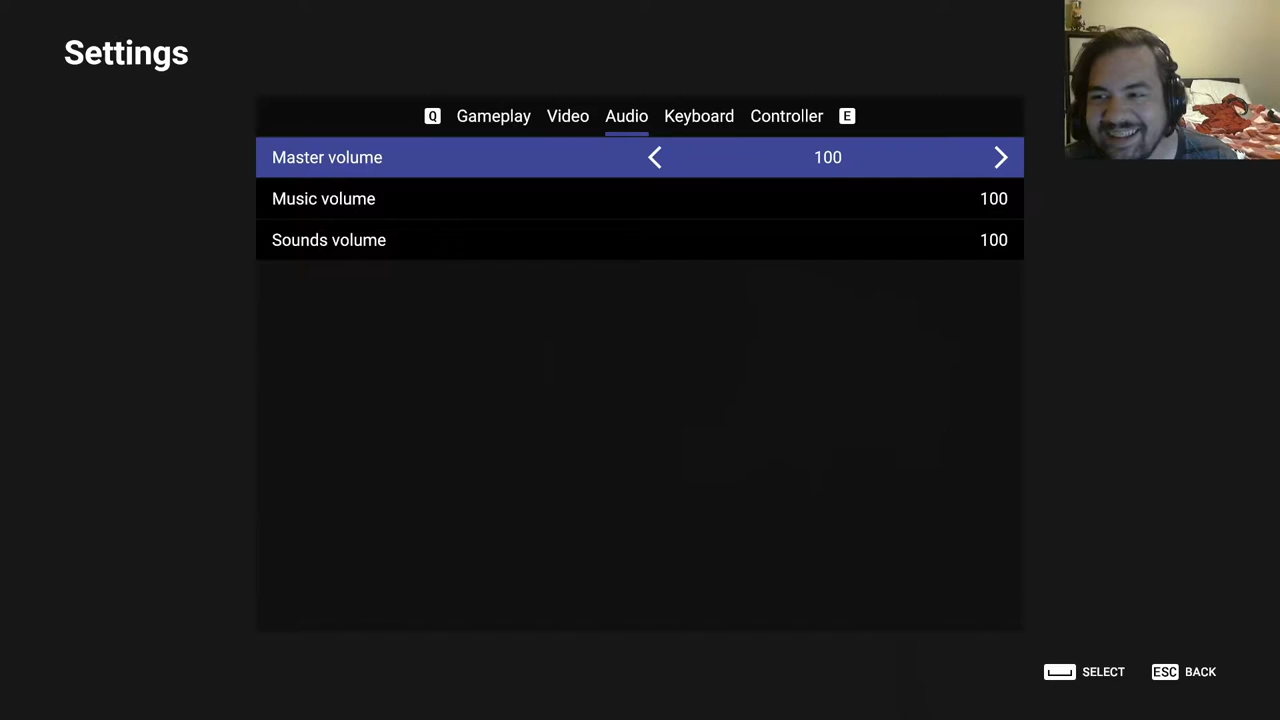 Settings
Q Gameplay Video Audio Keyboard Controller E
Master volume 100
Music volume 100
Sounds volume 100
SELECT ESC BACK